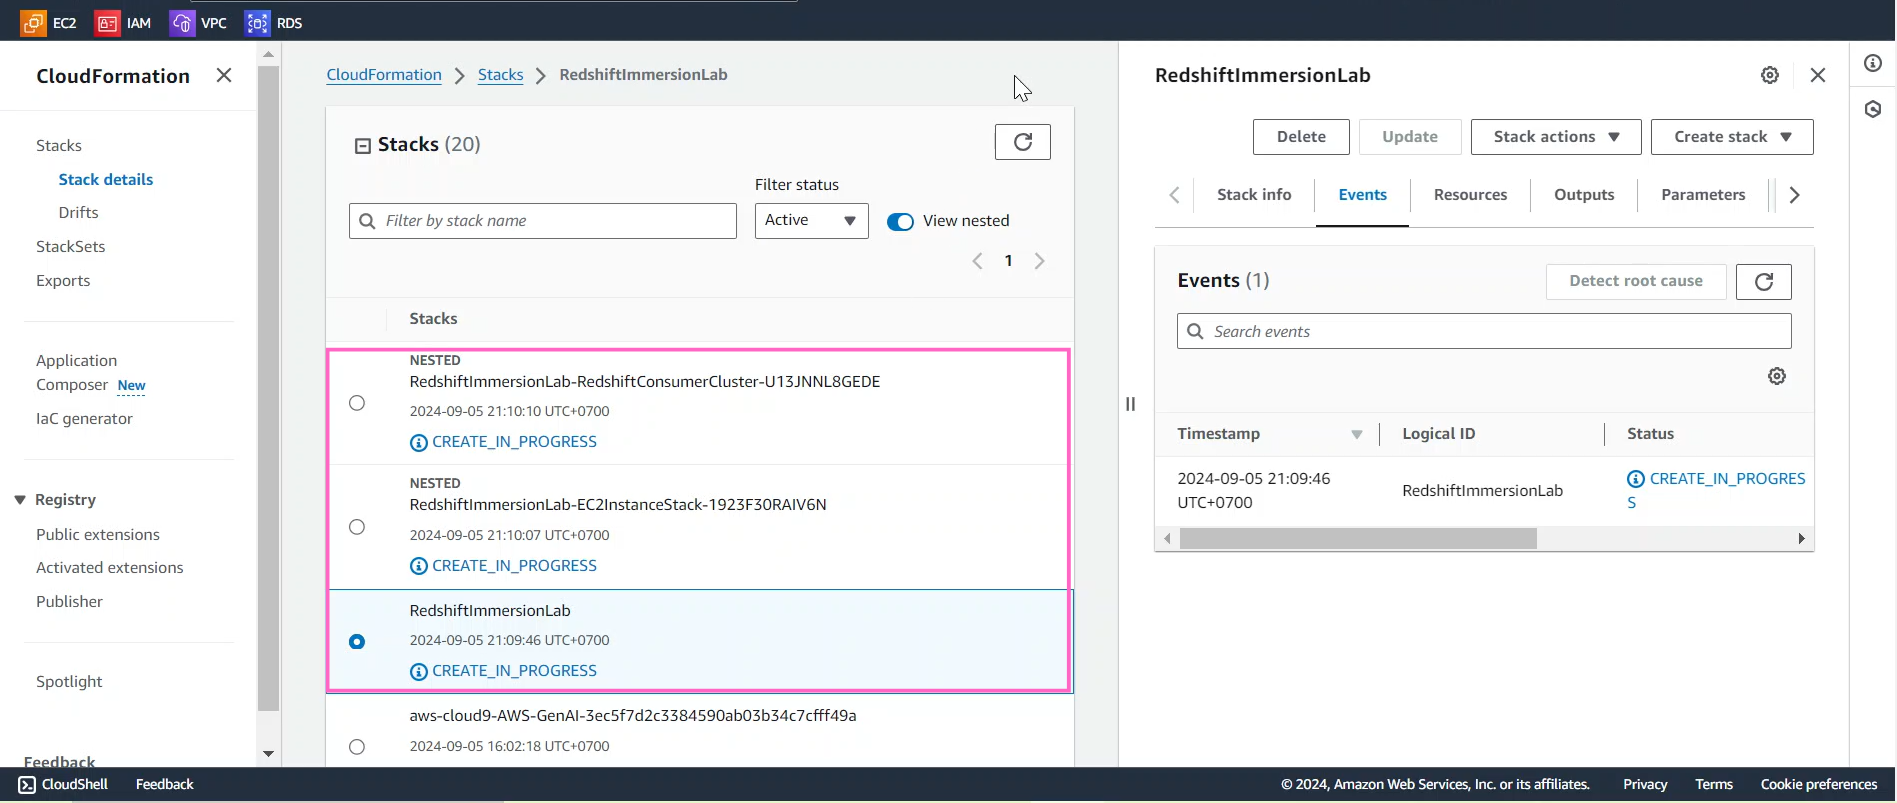 EC2 IAM VPC RDS
CloudFormation
Stacks
Stack details
Drifts
StackSets
Exports
Application
Composer New
IaC generator
Registry
Public extensions
Activated extensions
Publisher
Spotlight
Feedback
CloudFormation Stacks RedshiftImmersionLab
Stacks (20)
Filter status
Filter by stack name
Active
View nested
1
Stacks
NESTED
RedshiftImmersionLab-RedshiftConsumerCluster-U13JNNL8GEDE
2024-09-05 21:10:10 UTC+0700
CREATE_IN_PROGRESS
NESTED
RedshiftImmersionLab-EC2InstanceStack-1923F30RAIV6N
2024-09-05 21:10:07 UTC+0700
CREATE_IN_PROGRESS
RedshiftImmersionLab
2024-09-05 21:09:46 UTC+0700
CREATE_IN_PROGRESS
aws-cloud9-AWS-GenAI-3ec5f7d2c3384590ab03b34c7cfff49a
2024-09-05 16:02:18 UTC+0700
RedshiftImmersionLab
Delete Update Stack actions Create stack
Stack info Events Resources Outputs Parameters
Events (1)
Detect root cause
Search events
Timestamp Logical ID Status
2024-09-05 21:09:46
UTC+0700
RedshiftImmersionLab
CREATE_IN_PROGRES
S
CloudShell Feedback © 2024, Amazon Web Services, Inc. or its affiliates. Privacy Terms Cookie preferences